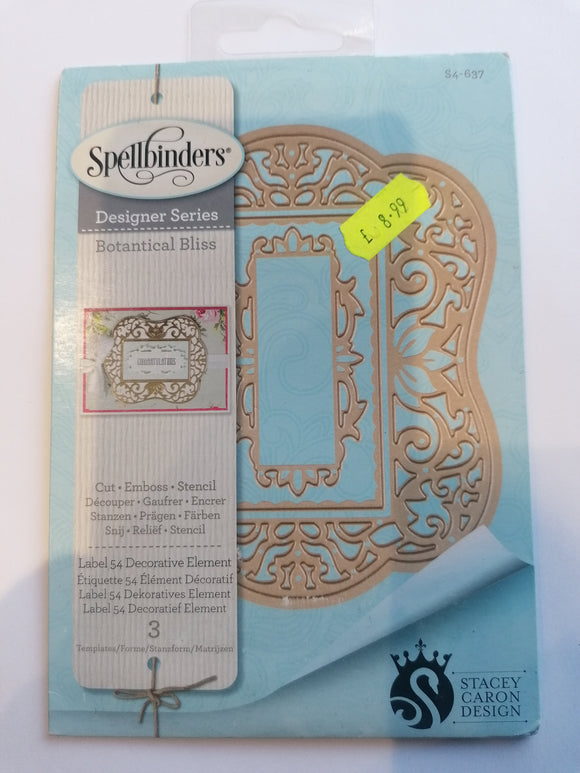 S4-637
Spellbinders®
Designer Series
Botantical Bliss
£ 8.99
CONGRATULATIONS
Cut • Emboss • Stencil
Découper • Gaufrer • Encrer
Stanzen • Prägen • Färben
Snij • Reliëf • Stencil
Label 54 Decorative Element
Étiquette 54 Élément Décoratif
Label 54 Dekoratives Element
Label 54 Decoratief Element
3
Templates/Forme/Stanzform/Matrijzen
STACEY
CARON
DESIGN